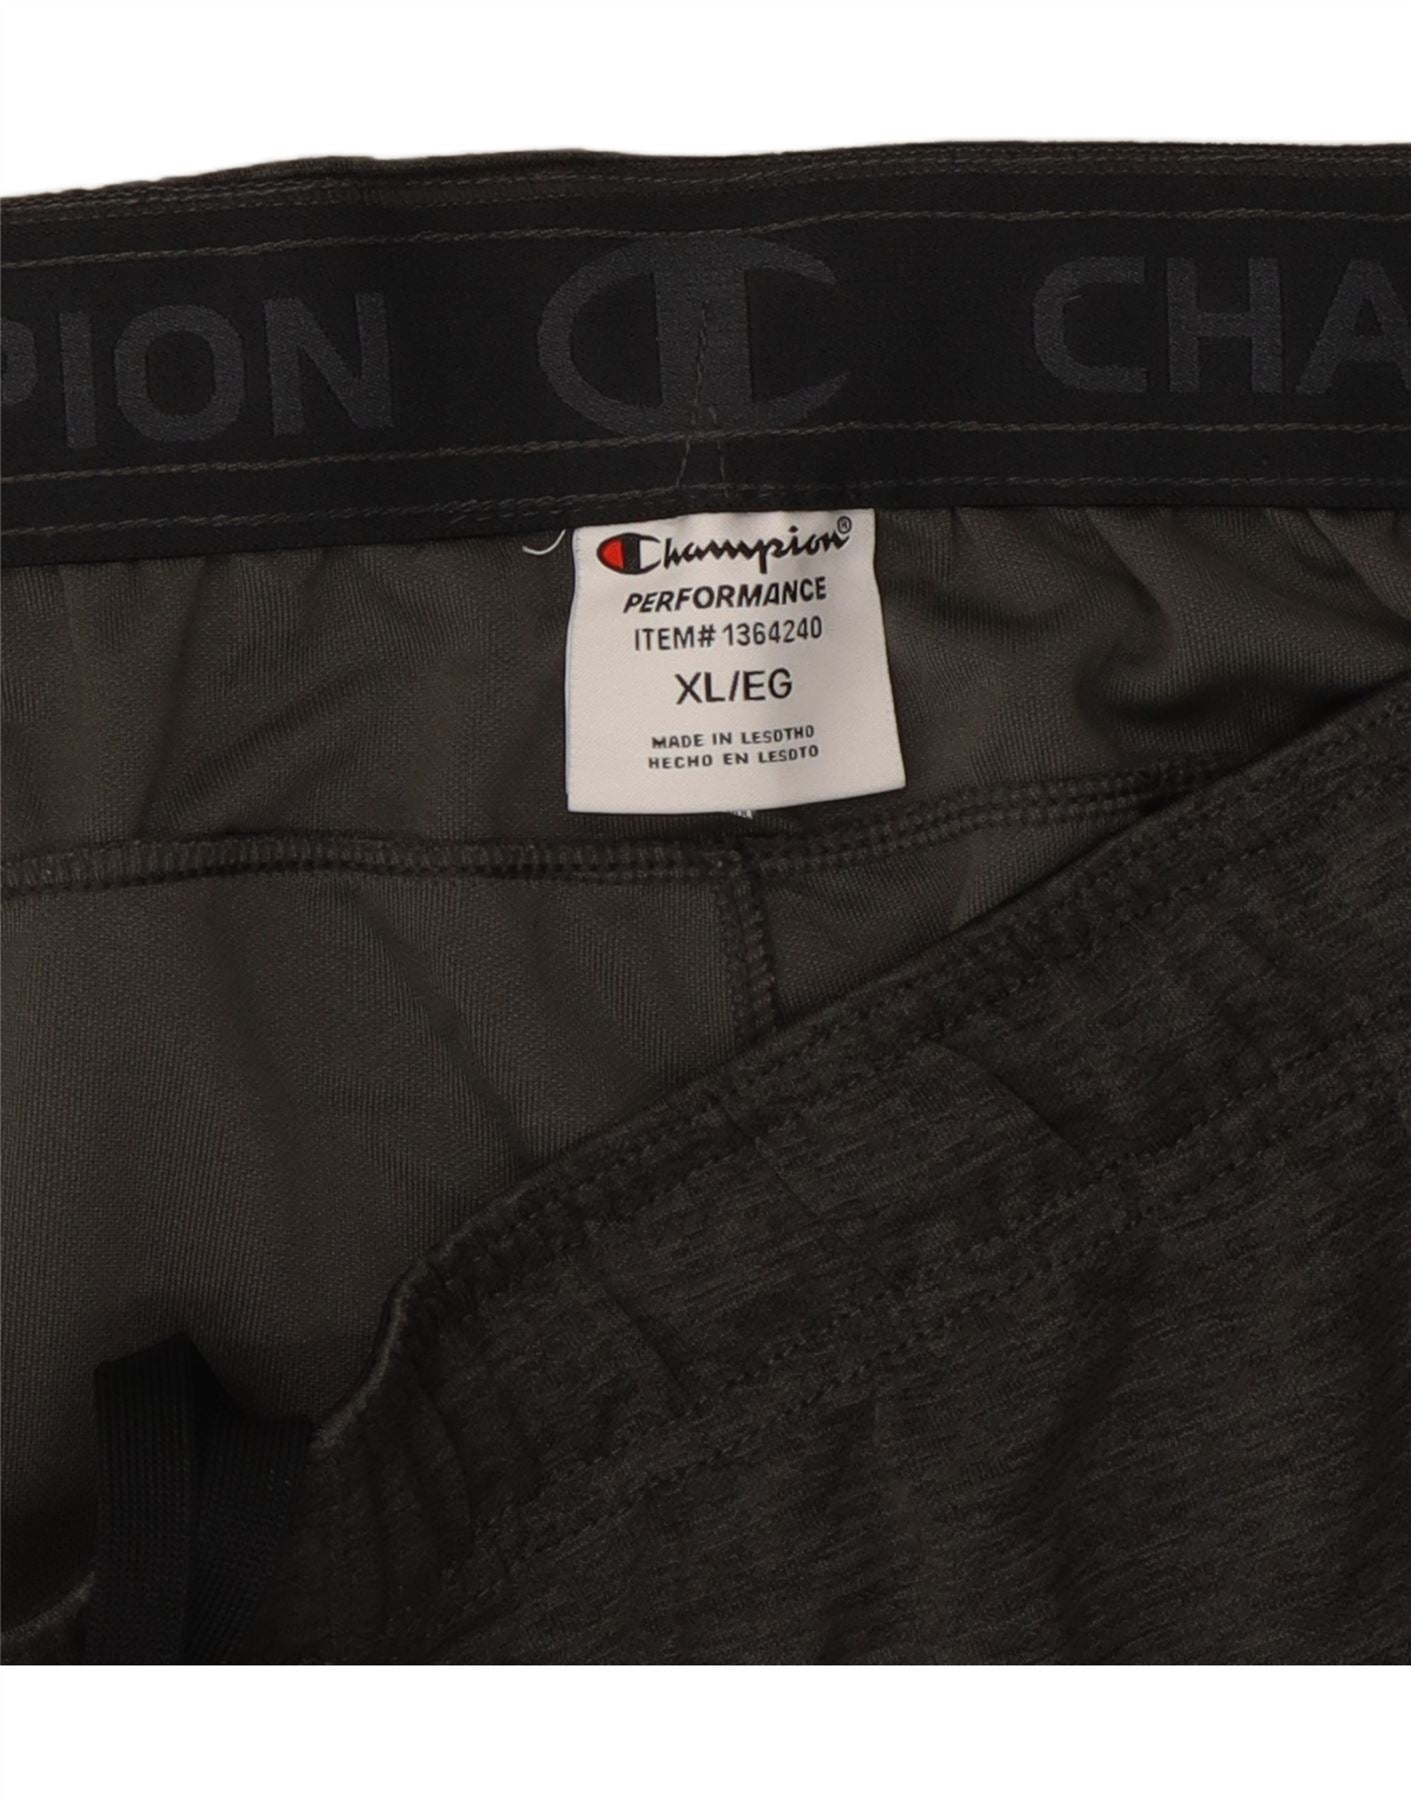 PION CHA
Champion®
PERFORMANCE
ITEM# 1364240
XL/EG
MADE IN LESOTHO
HECHO EN LESOTO